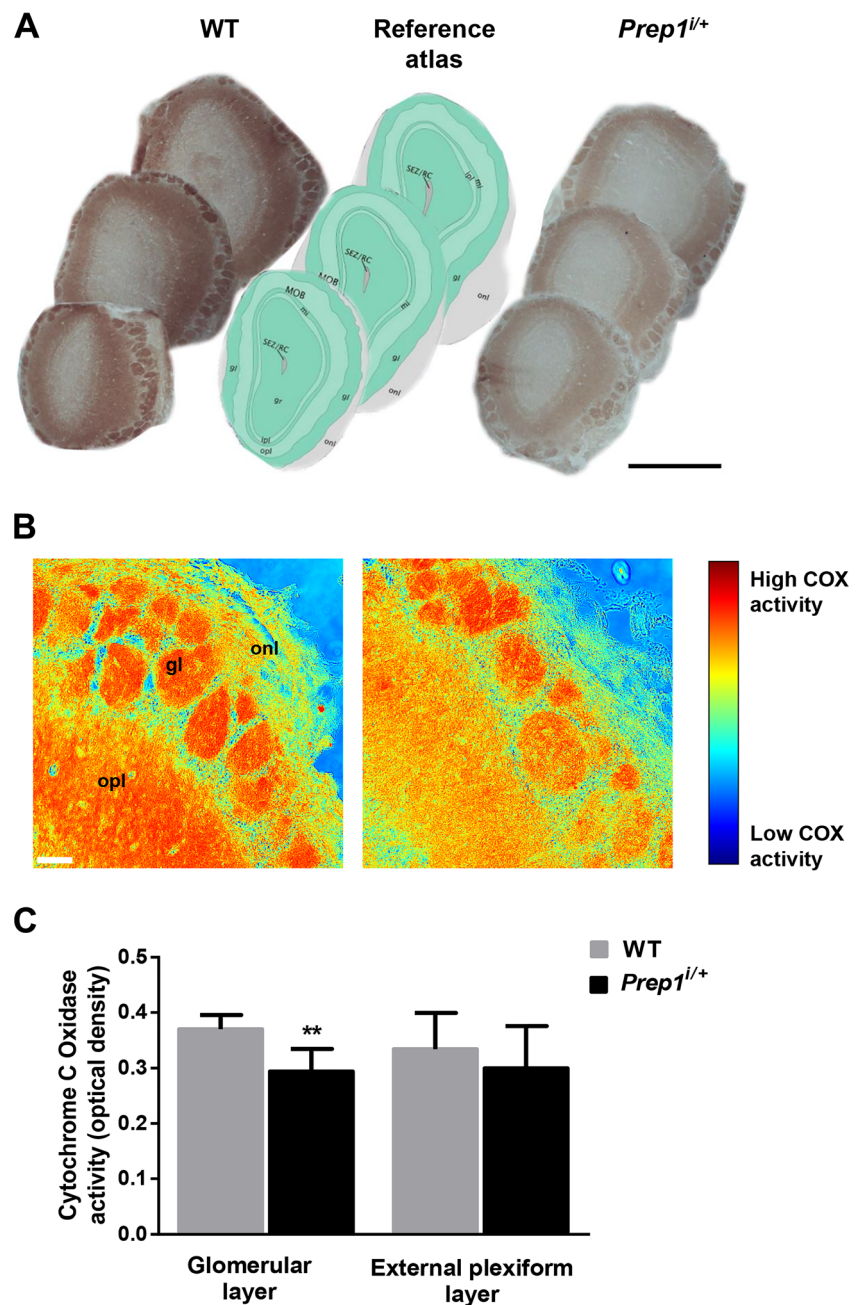 A
WT
Reference
atlas
Prep1i/+
SEZ/RC
ipl
mi
gl
onl
SEZ/RC
MOB
mi
gl
onl
MOB
mi
SEZ/RC
gl
gl
gr
ipl
opl
onl
B
onl
gl
opl
High COX
activity
Low COX
activity
C
Cytochrome C Oxidase
activity (optical density)
0.5
0.4
0.3
0.2
0.1
0.0
**
WT
Prep1i/+
Glomerular
layer
External plexiform
layer